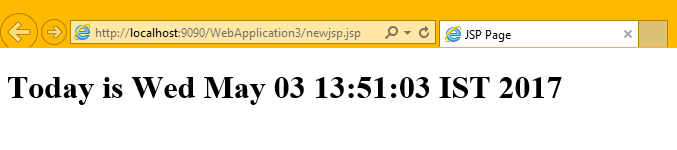 http://localhost:9090/WebApplication3/newjsp.jsp
JSP Page
Today is Wed May 03 13:51:03 IST 2017